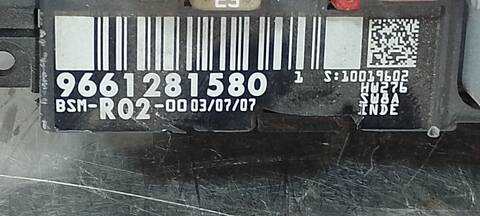 9661281580 1 S:10019602
BSM-R02-00 03/07/07
HW276
SW8A
INDE